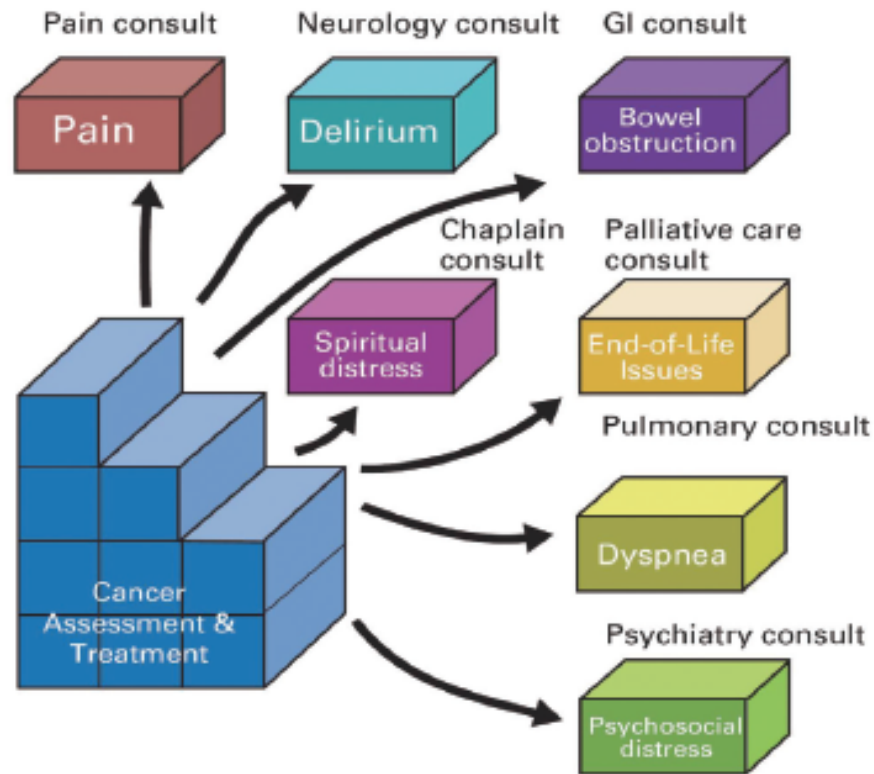 Pain consult
Neurology consult
GI consult
Pain
Delirium
Bowel
obstruction
Chaplain
consult
Palliative care
consult
Spiritual
distress
End-of-Life
Issues
Pulmonary consult
Dyspnea
Cancer
Assessment &
Treatment
Psychiatry consult
Psychosocial
distress